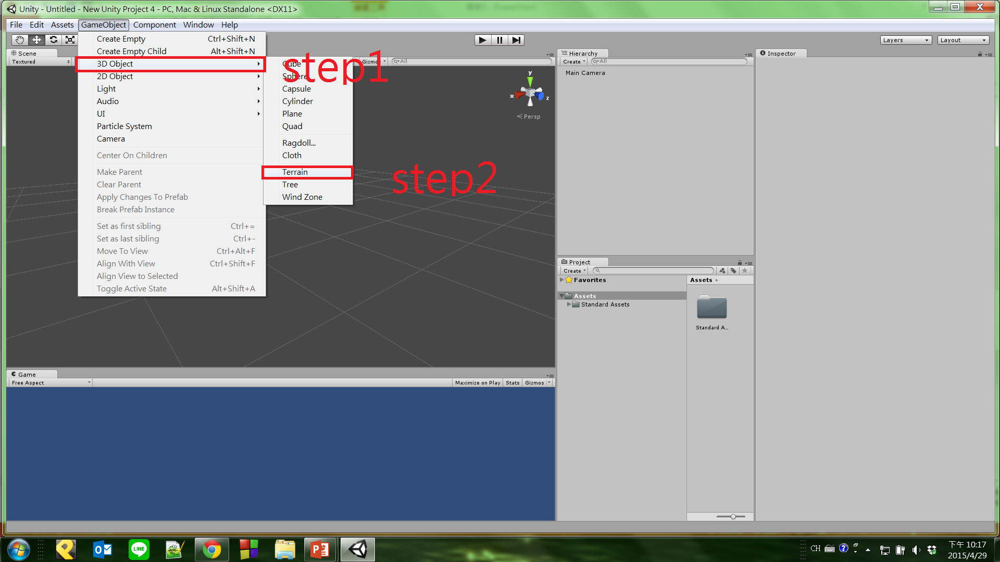 Unity - Untitled - New Unity Project 4 - PC, Mac & Linux Standalone <DX11>
File Edit Assets GameObject Component Window Help
Layers Layout
Create Empty Ctrl+Shift+N
Create Empty Child Alt+Shift+N
3D Object
2D Object
Light
Audio
UI
Particle System
Camera
Center On Children
Make Parent
Clear Parent
Apply Changes To Prefab
Break Prefab Instance
Set as first sibling Ctrl+=
Set as last sibling Ctrl+-
Move To View Ctrl+Alt+F
Align With View Ctrl+Shift+F
Align View to Selected
Toggle Active State Alt+Shift+A
Cube
Sphere
Capsule
Cylinder
Plane
Quad
Ragdoll...
Cloth
Terrain
Tree
Wind Zone
step1
step2
Scene
Textured
Gizmos All
y
x
z
Persp
Hierarchy
Create All
Main Camera
Inspector
Project
Create
Favorites
Assets
Standard Assets
Assets
Standard A...
Game
Free Aspect Maximize on Play Stats Gizmos
LINE
CH
下午 10:17
2015/4/29